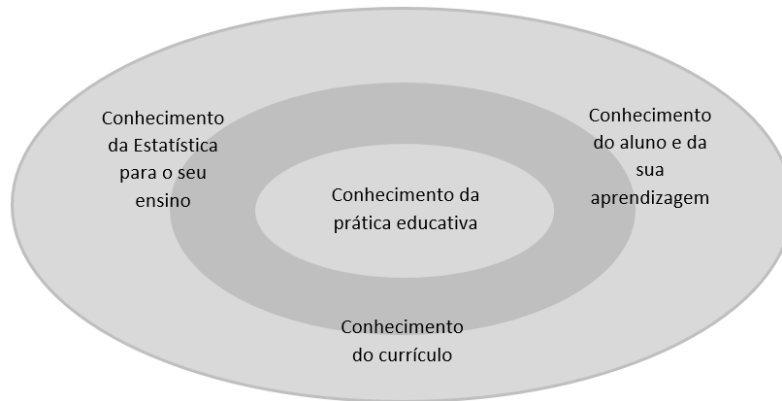 Conhecimento
da Estatística
para o seu
ensino
Conhecimento
do aluno e da
sua
aprendizagem
Conhecimento da
prática educativa
Conhecimento
do currículo